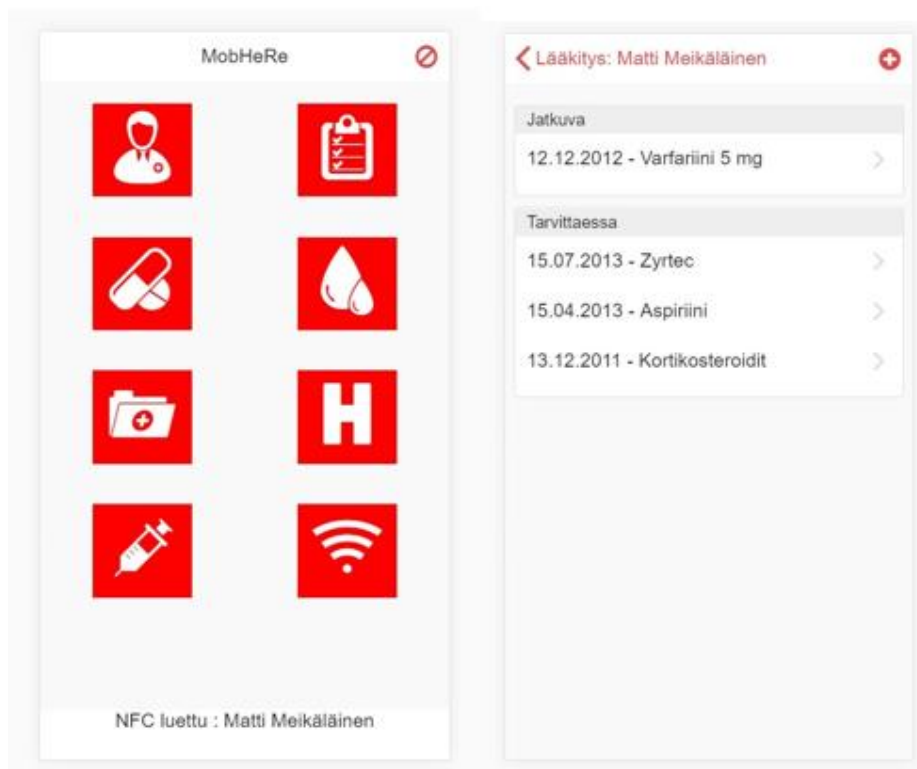 MobHeRe
H
NFC luettu : Matti Meikäläinen
Lääkitys: Matti Meikäläinen
Jatkuva
12.12.2012 - Varfariini 5 mg
Tarvittaessa
15.07.2013 - Zyrtec
15.04.2013 - Aspiriini
13.12.2011 - Kortikosteroidit